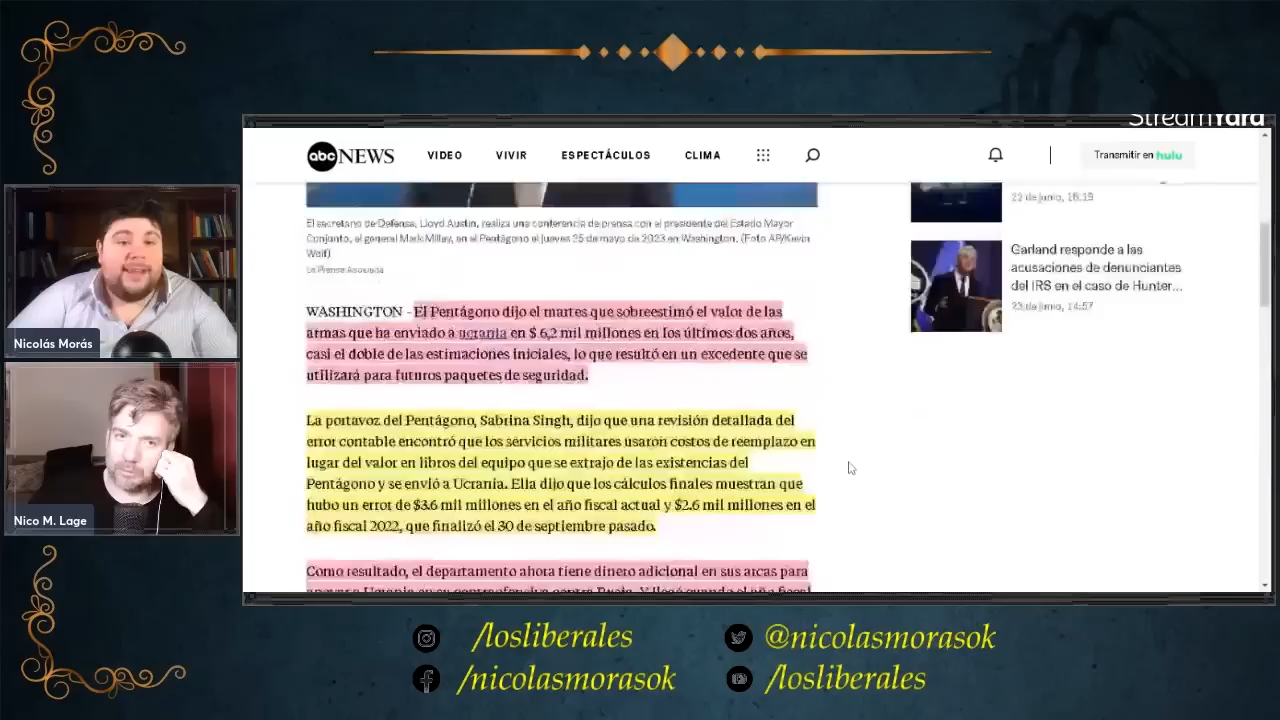 StreamYard
abc NEWS
VIDEO
VIVIR
ESPECTÁCULOS
CLIMA
Transmitir en hulu
El secretario de Defensa, Lloyd Austin, realiza una conferencia de prensa con el presidente del Estado Mayor
Conjunto, el general Mark Milley, en el Pentágono el jueves 25 de mayo de 2023 en Washington. (Foto AP/Kevin
Wolf)
La Prensa Asociada
22 de junio, 16:19
Garland responde a las
acusaciones de denunciantes
del IRS en el caso de Hunter...
23 de junio, 14:57
WASHINGTON - El Pentágono dijo el martes que sobreestimó el valor de las
armas que ha enviado a ucrania en $ 6,2 mil millones en los últimos dos años,
casi el doble de las estimaciones iniciales, lo que resultó en un excedente que se
utilizará para futuros paquetes de seguridad.
La portavoz del Pentágono, Sabrina Singh, dijo que una revisión detallada del
error contable encontró que los servicios militares usaron costos de reemplazo en
lugar del valor en libros del equipo que se extrajo de las existencias del
Pentágono y se envió a Ucrania. Ella dijo que los cálculos finales muestran que
hubo un error de $3.6 mil millones en el año fiscal actual y $2.6 mil millones en el
año fiscal 2022, que finalizó el 30 de septiembre pasado.
Como resultado, el departamento ahora tiene dinero adicional en sus arcas para
Nicolás Morás
Nico M. Lage
/losliberales
@nicolasmorasok
/nicolasmorasok
/losliberales